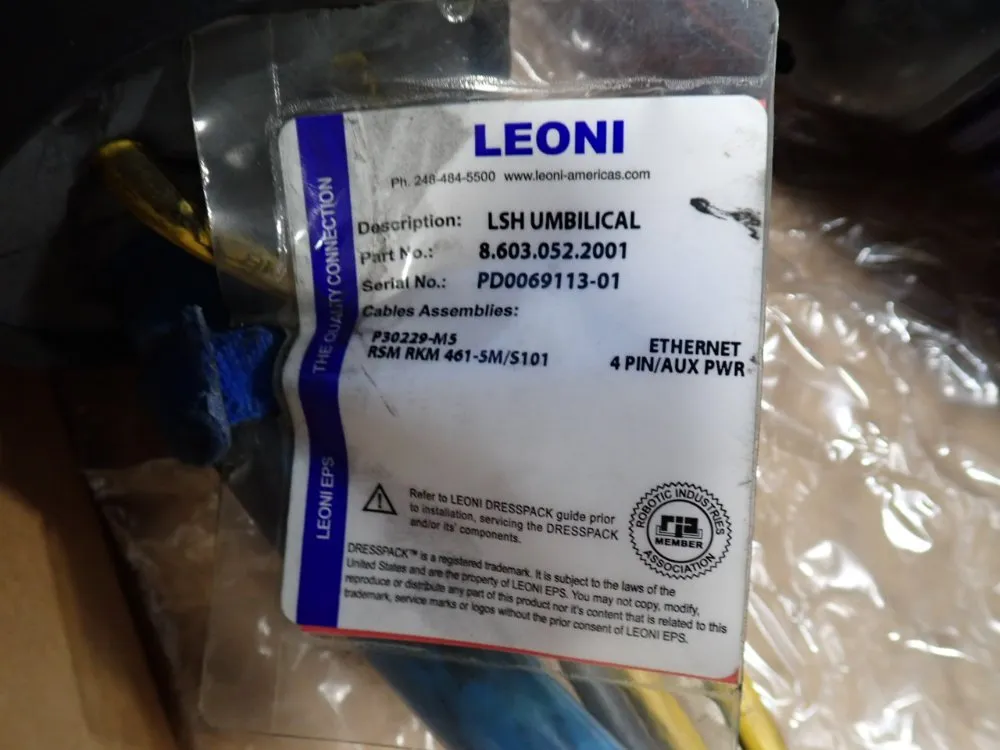 LEONI
Ph. 248-484-5500 www.leoni-americas.com
Description: LSH UMBILICAL
Part No.: 8.603.052.2001
Serial No.: PD0069113-01
Cables Assemblies:
P30229-M5 ETHERNET
RSM RKM 461-5M/S101 4 PIN/AUX PWR
THE QUALITY CONNECTION
LEONI EPS
Refer to LEONI DRESSPACK guide prior
to installation, servicing the DRESSPACK
and/or its' components.
ROBOTIC INDUSTRIES
ria
MEMBER
ASSOCIATION
DRESSPACK™ is a registered trademark. It is subject to the laws of the
United States and are the property of LEONI EPS. You may not copy, modify,
reproduce or distribute any part of this product nor it's content that is related to this
trademark, service marks or logos without the prior consent of LEONI EPS.